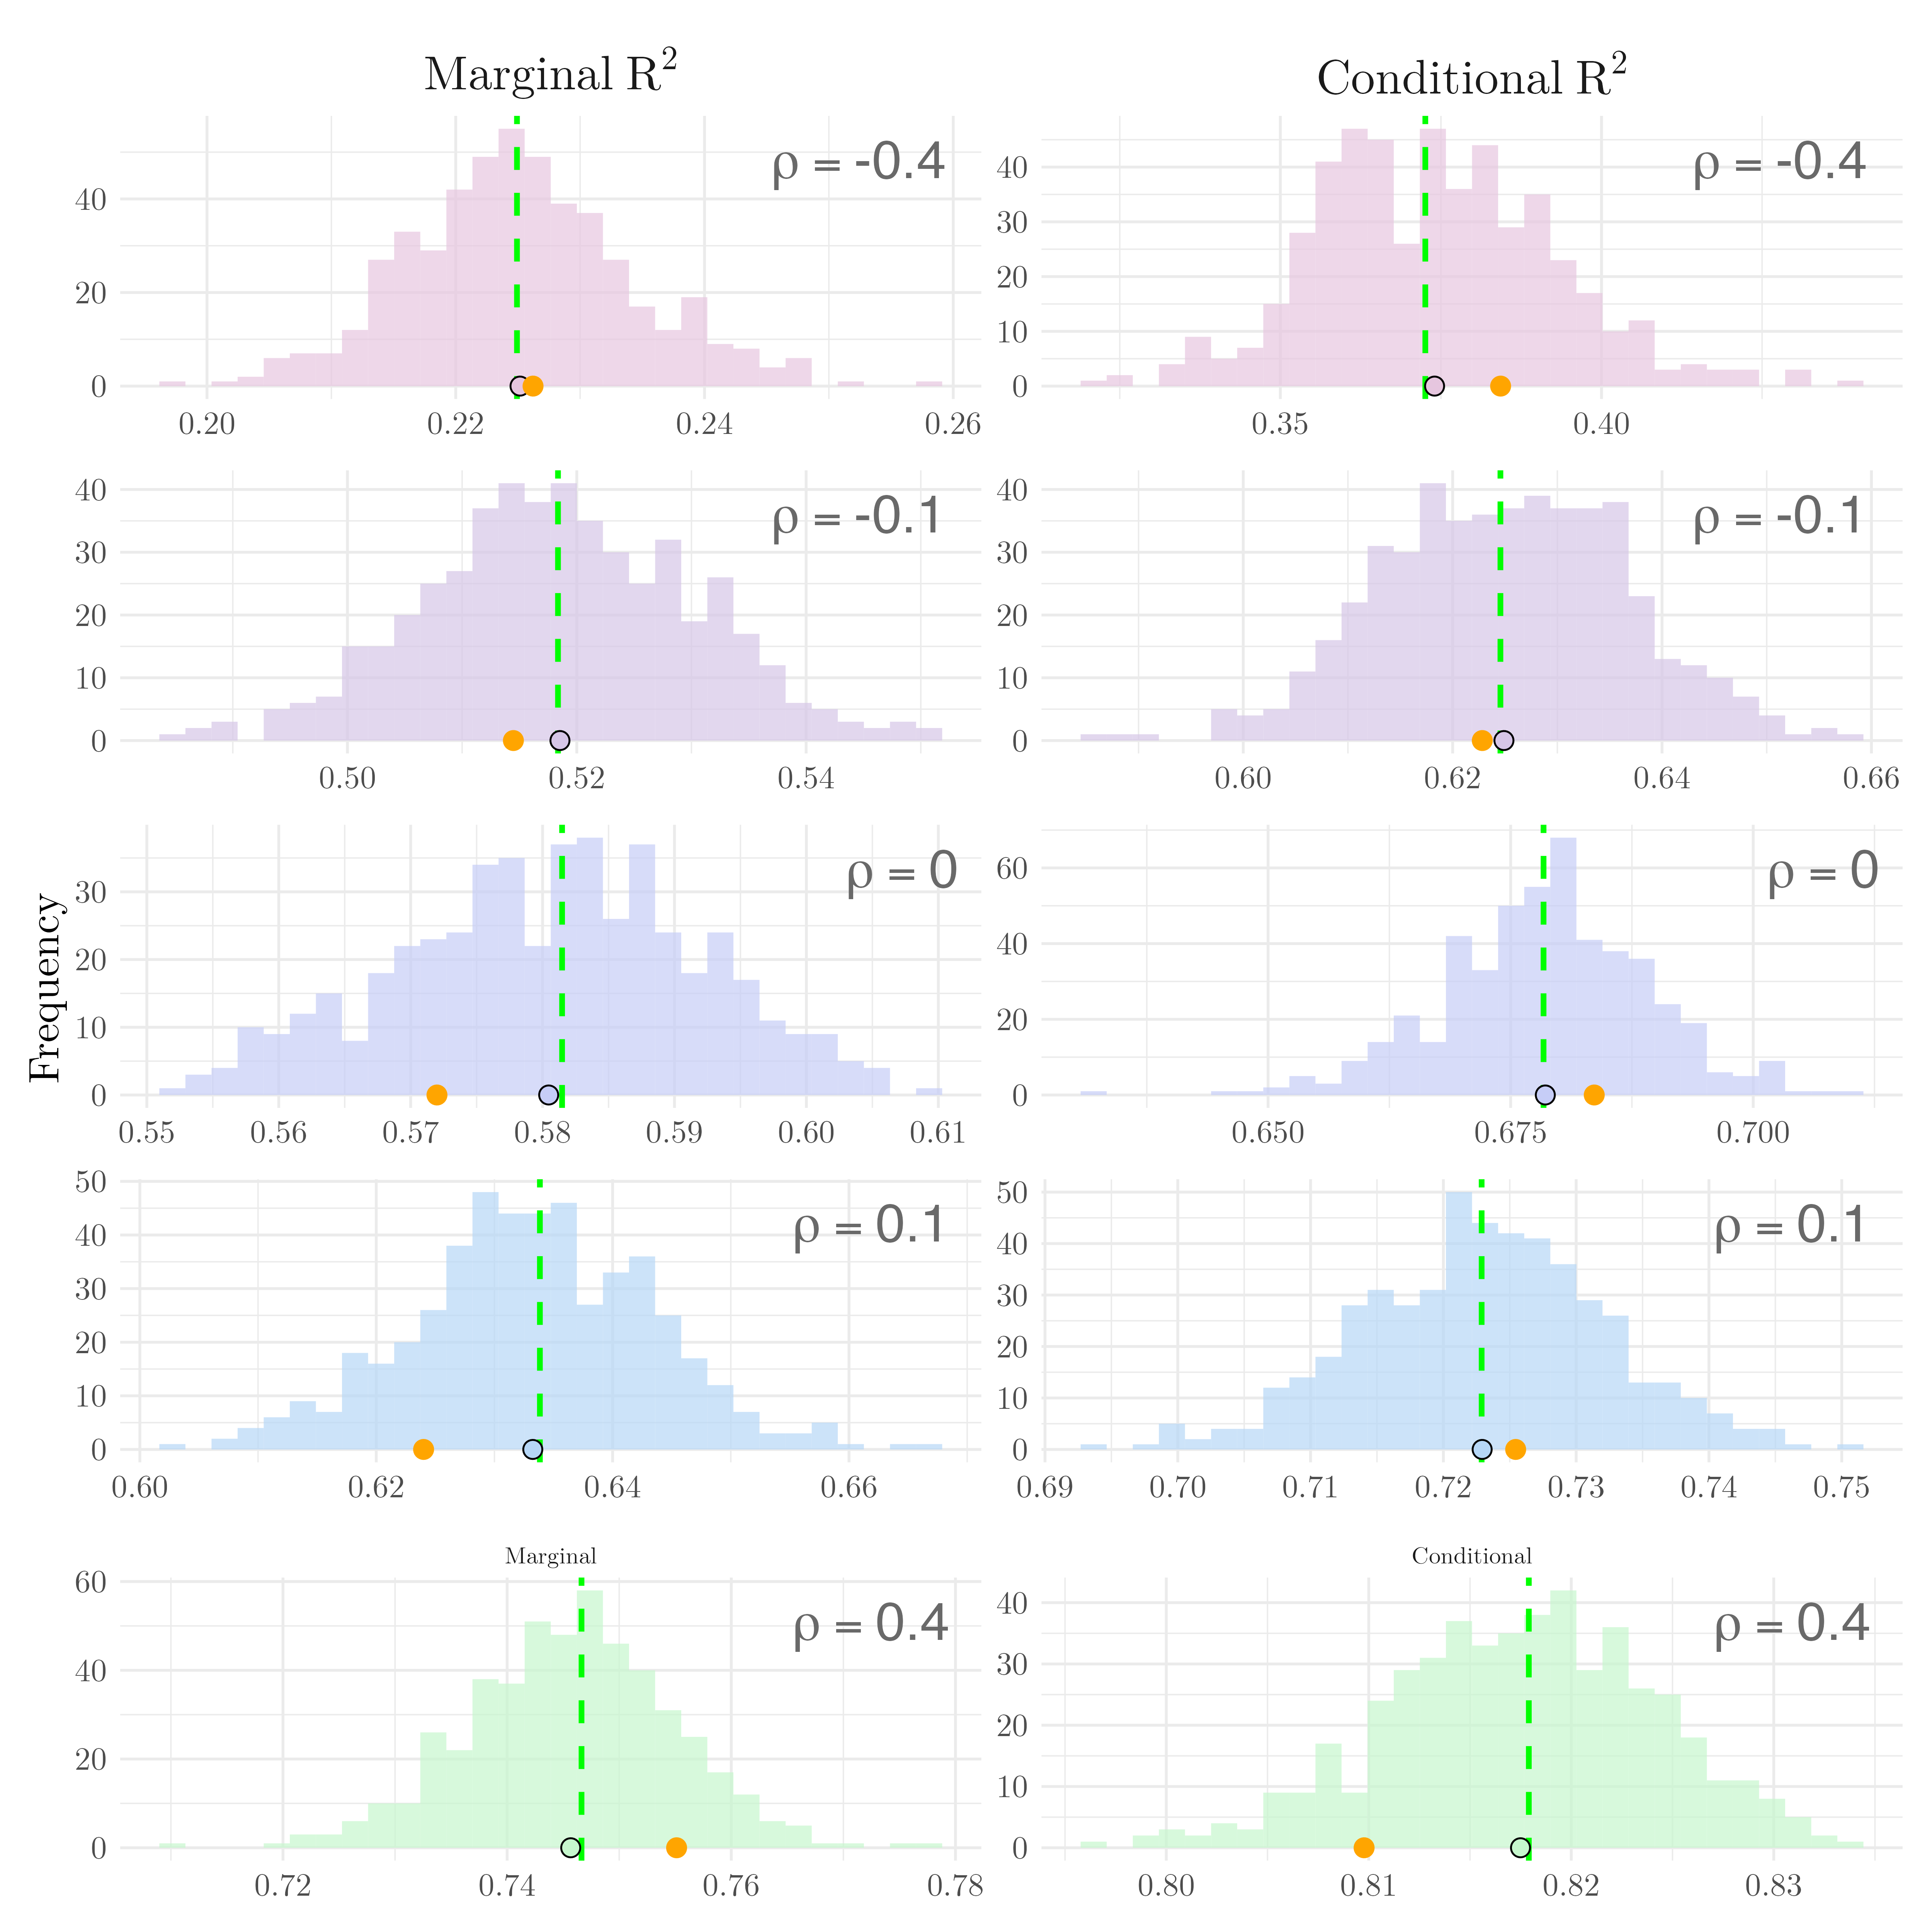 Marginal R² Conditional R²
ρ = -0.4 ρ = -0.4
40
20
0
0.20 0.22 0.24 0.26
40
30
20
10
0
0.35 0.40
ρ = -0.1 ρ = -0.1
40
30
20
10
0
0.50 0.52 0.54
40
30
20
10
0
0.60 0.62 0.64 0.66
Frequency
ρ = 0 ρ = 0
30
20
10
0
0.55 0.56 0.57 0.58 0.59 0.60 0.61
60
40
20
0
0.650 0.675 0.700
ρ = 0.1 ρ = 0.1
50
40
30
20
10
0
0.60 0.62 0.64 0.66
50
40
30
20
10
0
0.69 0.70 0.71 0.72 0.73 0.74 0.75
Marginal Conditional
ρ = 0.4 ρ = 0.4
60
40
20
0
0.72 0.74 0.76 0.78
40
30
20
10
0
0.80 0.81 0.82 0.83